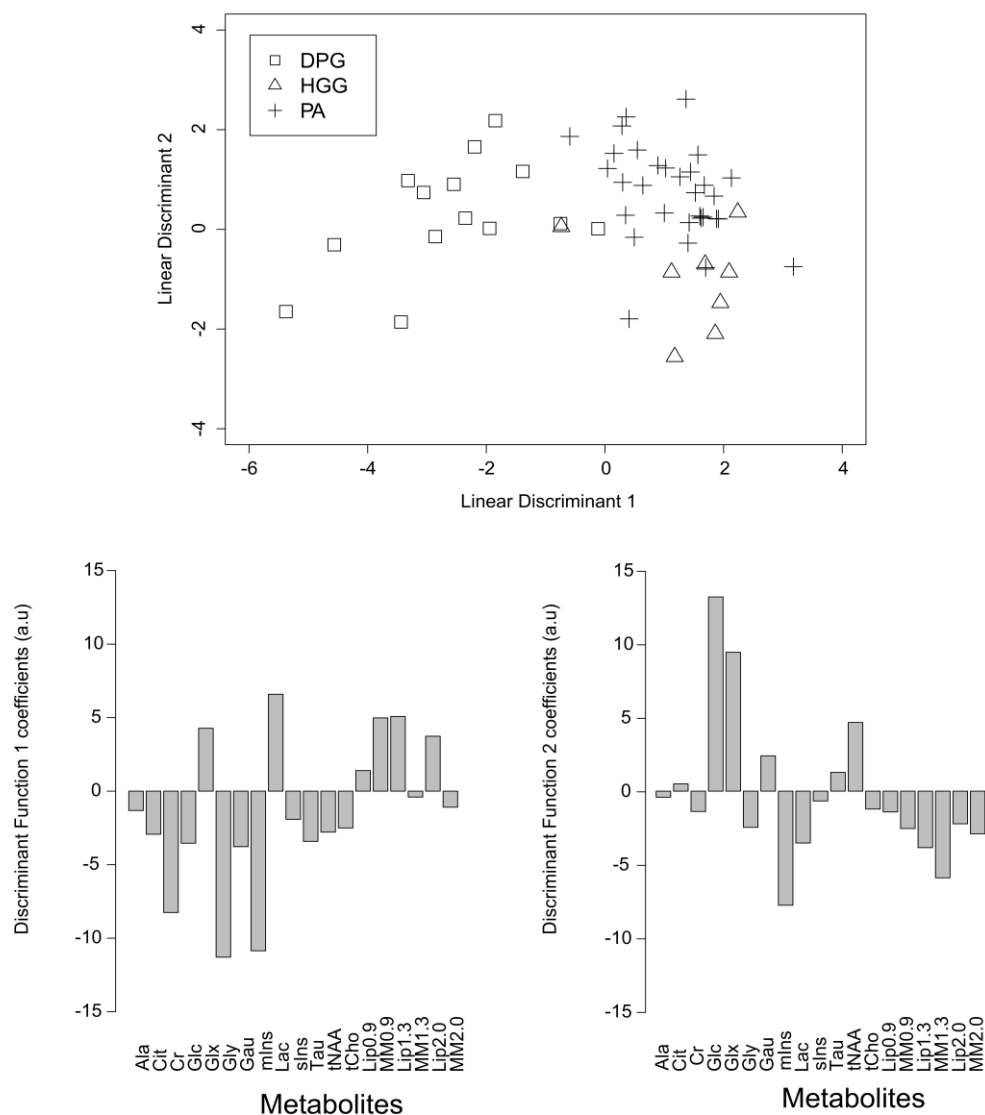 DPG
HGG
PA
4
2
0
-2
-4
Linear Discriminant 2
-6
-4
-2
0
2
4
Linear Discriminant 1
15
10
5
0
-5
-10
-15
Discriminant Function 1 coefficients (a.u)
Ala
Cit
Cr
Glc
Glx
Gly
Gau
mIns
Lac
sIns
Tau
tNAA
tCho
Lip0.9
MM0.9
Lip1.3
MM1.3
Lip2.0
MM2.0
Metabolites
15
10
5
0
-5
-10
-15
Discriminant Function 2 coefficients (a.u)
Ala
Cit
Cr
Glc
Glx
Gly
Gau
mIns
Lac
sIns
Tau
tNAA
tCho
Lip0.9
MM0.9
Lip1.3
MM1.3
Lip2.0
MM2.0
Metabolites